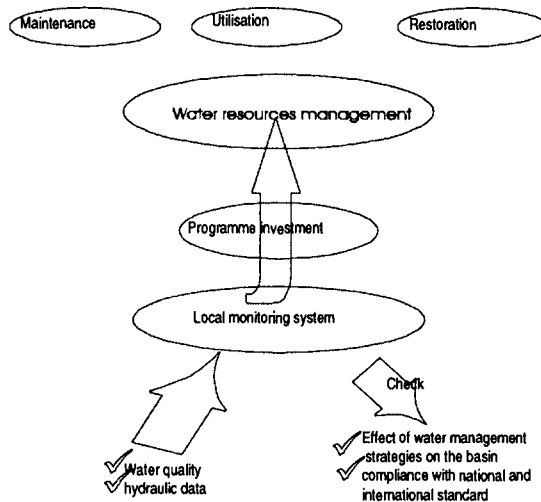 Maintenance Utilisation Restoration
Water resources management
Programme investment
Local monitoring system
Check
Water quality
hydraulic data
Effect of water management
strategies on the basin
compliance with national and
international standard